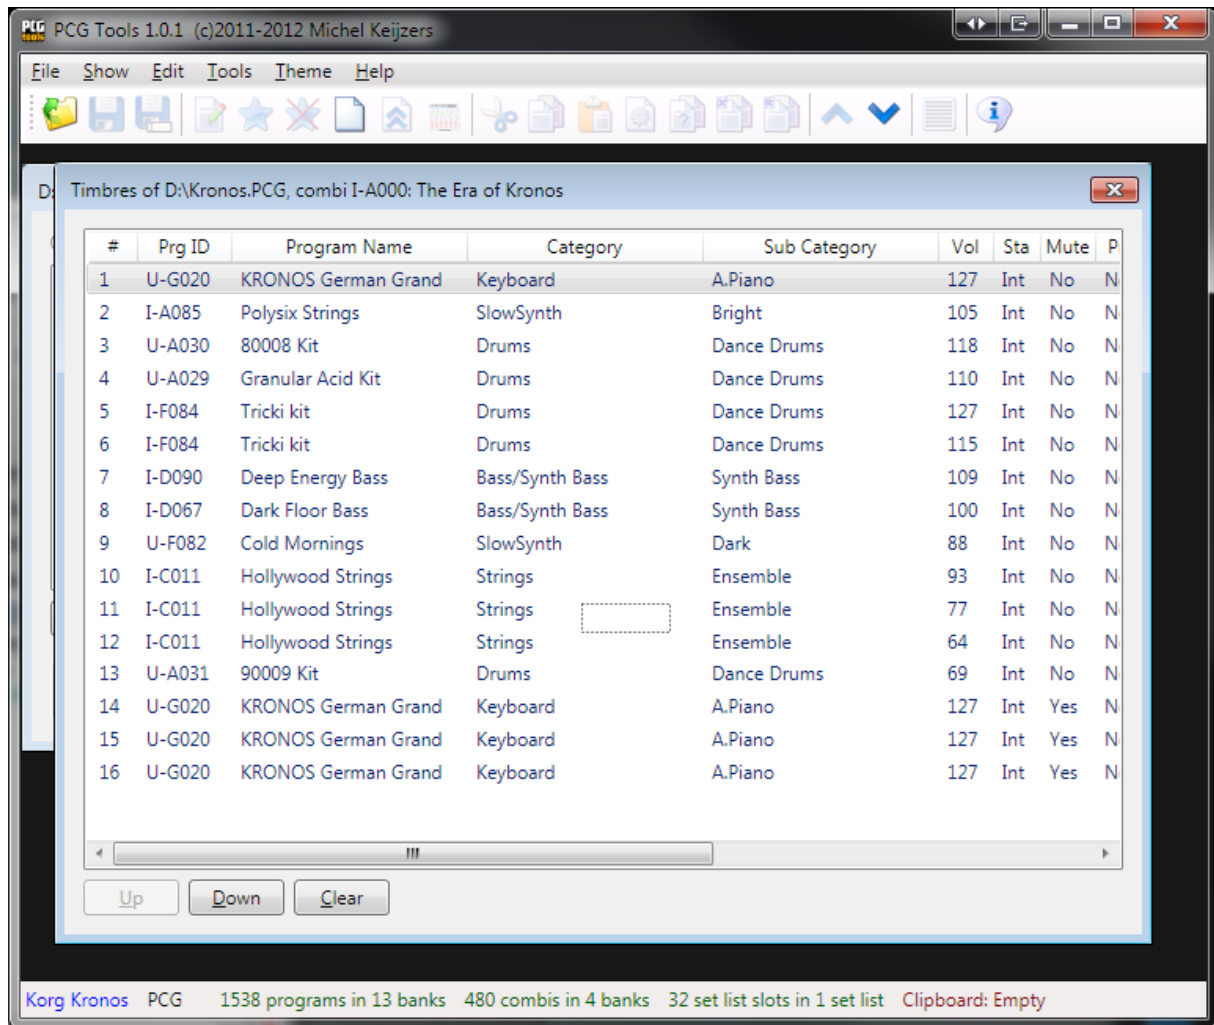 PCG Tools 1.0.1 (c)2011-2012 Michel Keijzers
File Show Edit Tools Theme Help
Timbres of D:\Kronos.PCG, combi I-A000: The Era of Kronos
# Prg ID Program Name Category Sub Category Vol Sta Mute
1 U-G020 KRONOS German Grand Keyboard A.Piano 127 Int No
2 I-A085 Polysix Strings SlowSynth Bright 105 Int No
3 U-A030 80008 Kit Drums Dance Drums 118 Int No
4 U-A029 Granular Acid Kit Drums Dance Drums 110 Int No
5 I-F084 Tricki kit Drums Dance Drums 127 Int No
6 I-F084 Tricki kit Drums Dance Drums 115 Int No
7 I-D090 Deep Energy Bass Bass/Synth Bass Synth Bass 109 Int No
8 I-D067 Dark Floor Bass Bass/Synth Bass Synth Bass 100 Int No
9 U-F082 Cold Mornings SlowSynth Dark 88 Int No
10 I-C011 Hollywood Strings Strings Ensemble 93 Int No
11 I-C011 Hollywood Strings Strings Ensemble 77 Int No
12 I-C011 Hollywood Strings Strings Ensemble 64 Int No
13 U-A031 90009 Kit Drums Dance Drums 69 Int No
14 U-G020 KRONOS German Grand Keyboard A.Piano 127 Int Yes
15 U-G020 KRONOS German Grand Keyboard A.Piano 127 Int Yes
16 U-G020 KRONOS German Grand Keyboard A.Piano 127 Int Yes
Up Down Clear
Korg Kronos PCG 1538 programs in 13 banks 480 combis in 4 banks 32 set list slots in 1 set list Clipboard: Empty